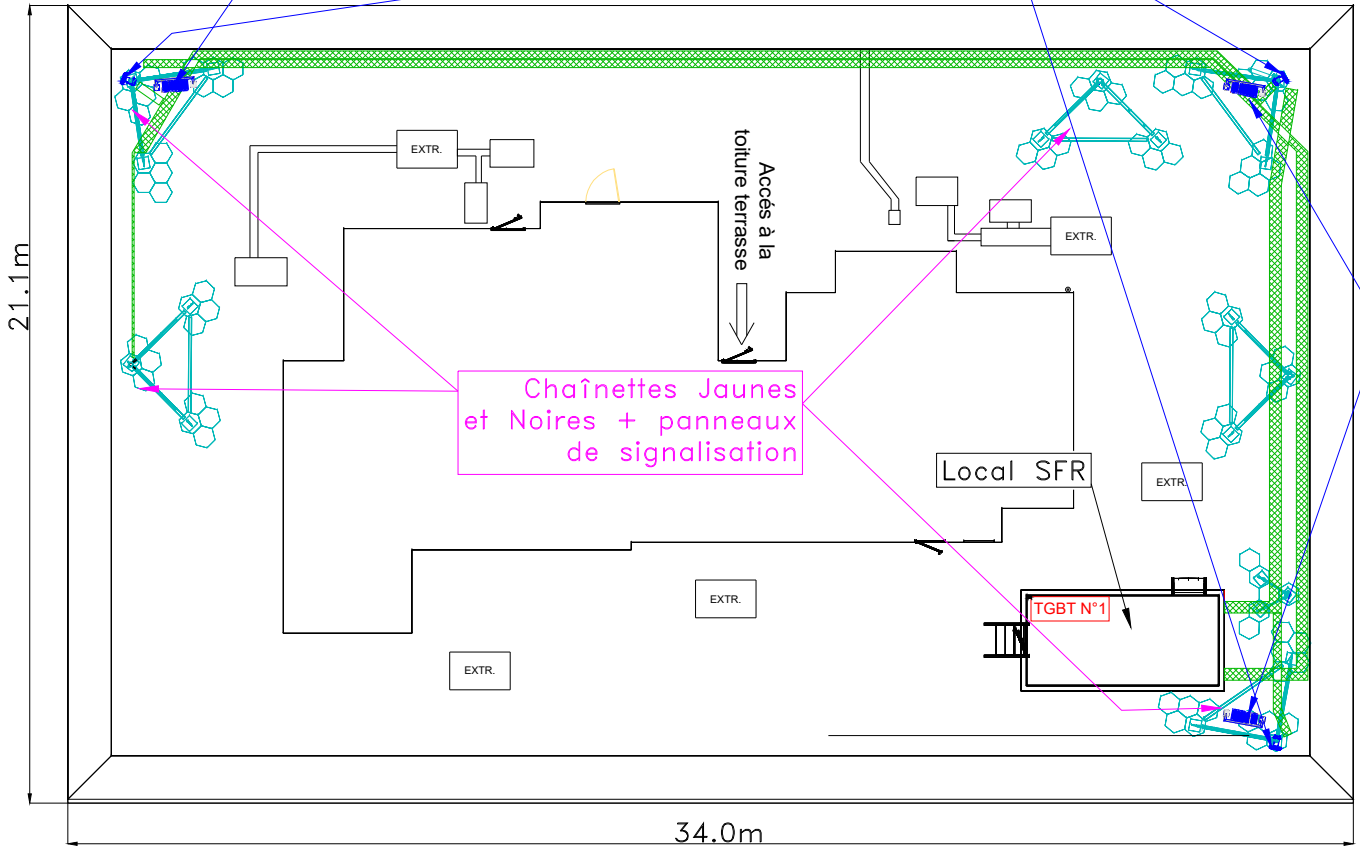 EXTR.
Accés à la
toiture terrasse
EXTR.
21.1m
Chaînettes Jaunes
et Noires + panneaux
de signalisation
Local SFR
EXTR.
EXTR.
TGBT N°1
EXTR.
34.0m